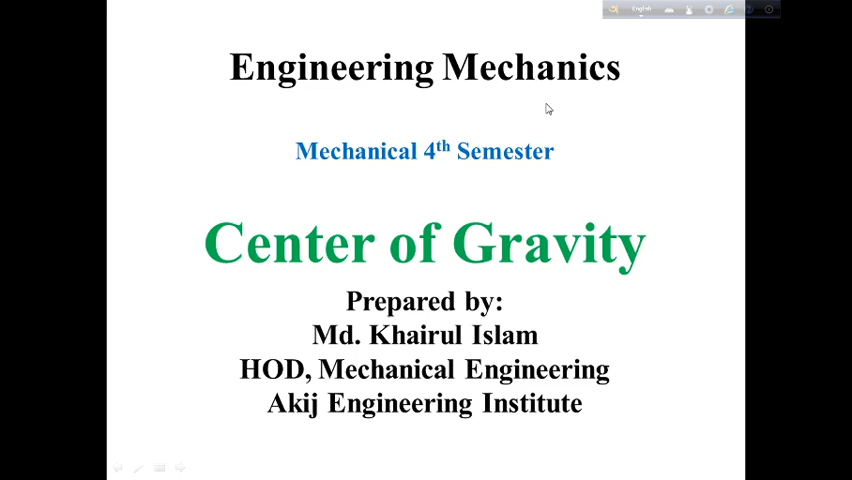 English
Engineering Mechanics
Mechanical 4th Semester
Center of Gravity
Prepared by:
Md. Khairul Islam
HOD, Mechanical Engineering
Akij Engineering Institute